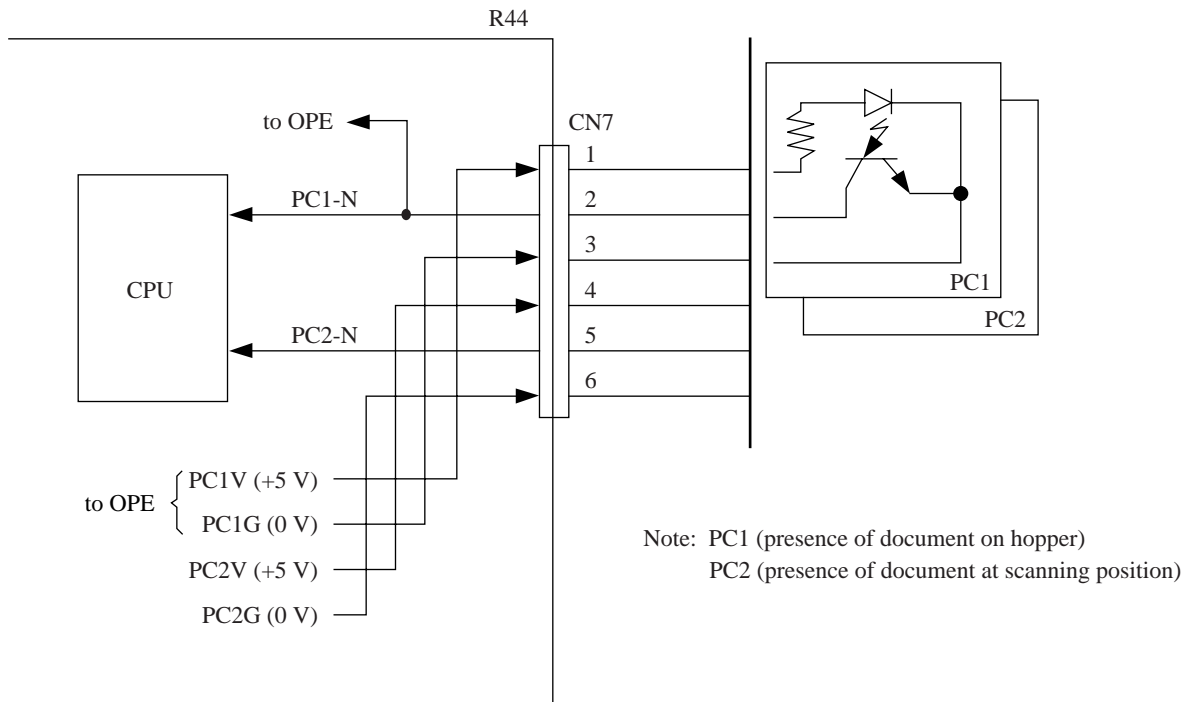 R44
to OPE
CN7
1
PC1-N
2
3
CPU
PC1
4
PC2
PC2-N
5
6
PC1V (+5 V)
to OPE
PC1G (0 V)
Note: PC1 (presence of document on hopper)
PC2V (+5 V)
PC2 (presence of document at scanning position)
PC2G (0 V)